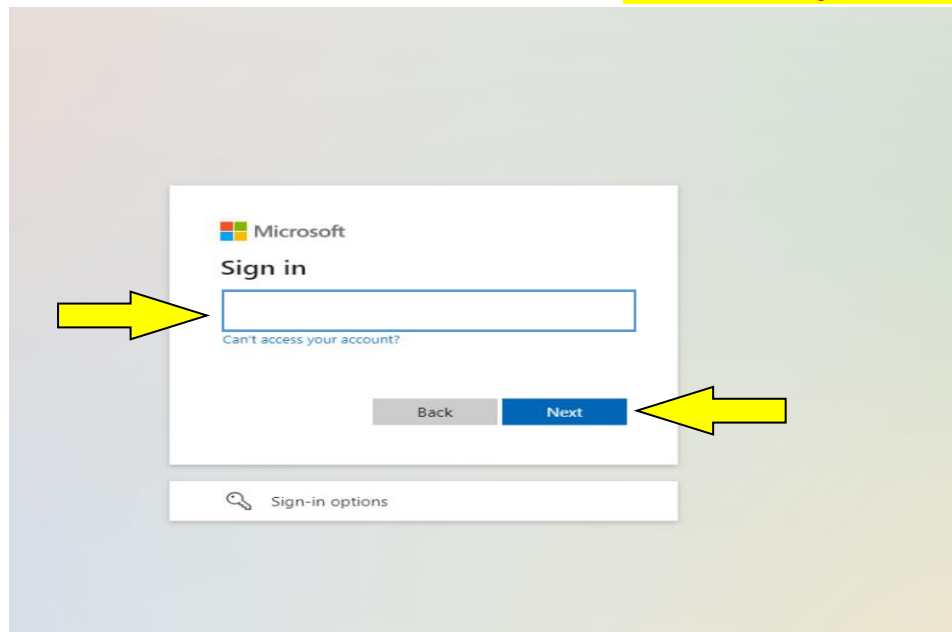 Microsoft
Sign in
Can't access your account?
Back Next
Sign-in options